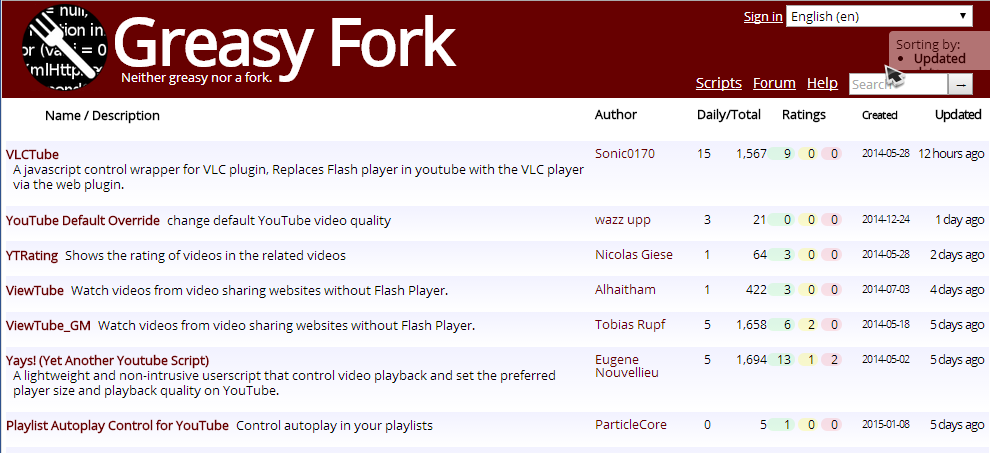 = null,
tion in
or (va i = 0
mlHttp
cons
Greasy Fork
Neither greasy nor a fork.
Sign in English (en)
Sorting by:
• Updated
Scripts Forum Help Search →
Name / Description Author Daily/Total Ratings Created Updated
VLCTube Sonic0170 15 1,567 9 0 0 2014-05-28 12 hours ago
A javascript control wrapper for VLC plugin, Replaces Flash player in youtube with the VLC player
via the web plugin.
YouTube Default Override change default YouTube video quality wazz upp 3 21 0 0 0 2014-12-24 1 day ago
YTRating Shows the rating of videos in the related videos Nicolas Giese 1 64 3 0 0 2014-05-28 2 days ago
ViewTube Watch videos from video sharing websites without Flash Player. Alhaitham 1 422 3 0 0 2014-07-03 4 days ago
ViewTube_GM Watch videos from video sharing websites without Flash Player. Tobias Rupf 5 1,658 6 2 0 2014-05-18 5 days ago
Yays! (Yet Another Youtube Script) Eugene 5 1,694 13 1 2 2014-05-02 5 days ago
Nouvellieu
A lightweight and non-intrusive userscript that control video playback and set the preferred
player size and playback quality on YouTube.
Playlist Autoplay Control for YouTube Control autoplay in your playlists ParticleCore 0 5 1 0 0 2015-01-08 5 days ago